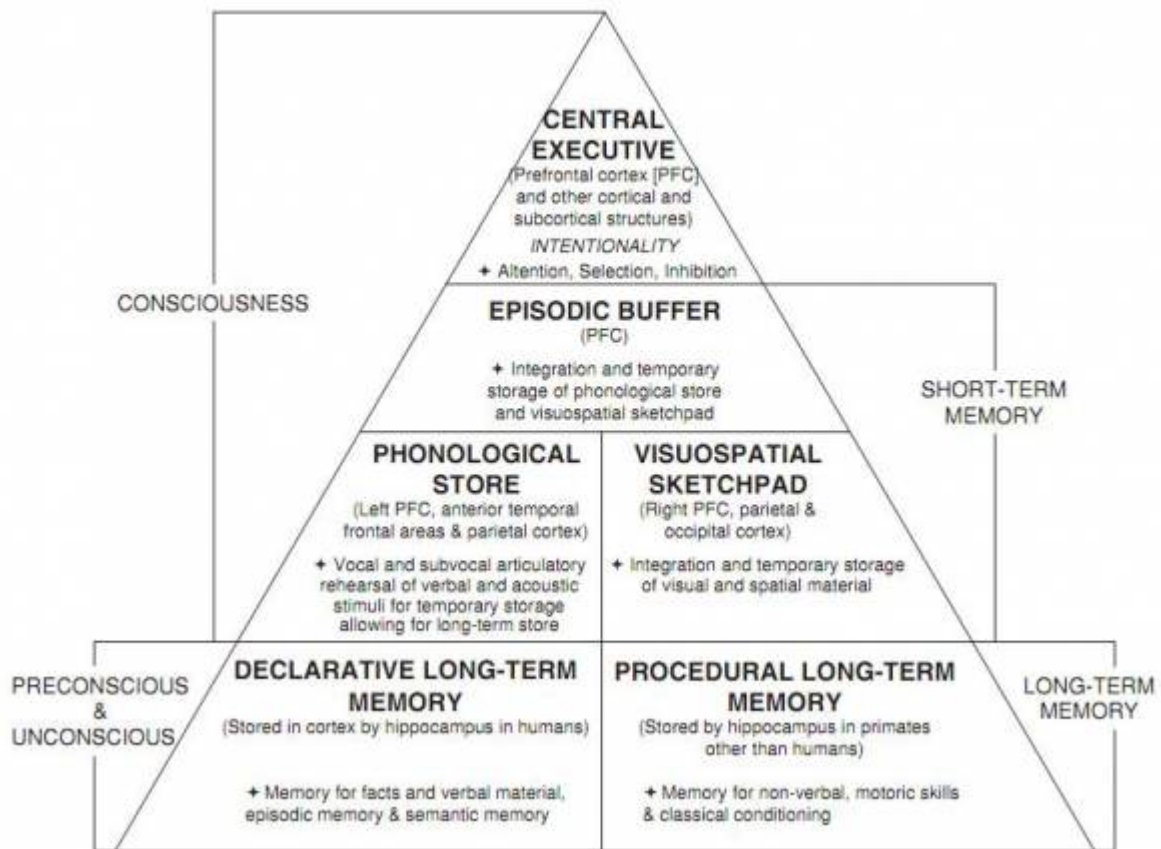 CENTRAL
EXECUTIVE
(Prefrontal cortex [PFC]
and other cortical and
subcortical structures)
INTENTIONALITY
✦ Altention, Selection, Inhibition
CONSCIOUSNESS
EPISODIC BUFFER
(PFC)
✦ Integration and temporary
storage of phonological store
and visuospatial sketchpad
SHORT-TERM
MEMORY
PHONOLOGICAL
STORE
(Left PFC, anterior temporal
frontal areas & parietal cortex)
✦ Vocal and subvocal articulatory
rehearsal of verbal and acoustic
stimuli for temporary storage
allowing for long-term store
VISUOSPATIAL
SKETCHPAD
(Right PFC, parietal &
occipital cortex)
✦ Integration and temporary storage
of visual and spatial material
PRECONSCIOUS
&
UNCONSCIOUS
DECLARATIVE LONG-TERM
MEMORY
(Stored in cortex by hippocampus in humans)
✦ Memory for facts and verbal material,
episodic memory & semantic memory
PROCEDURAL LONG-TERM
MEMORY
(Stored by hippocampus in primates
other than humans)
✦ Memory for non-verbal, motoric skills
& classical conditioning
LONG-TERM
MEMORY